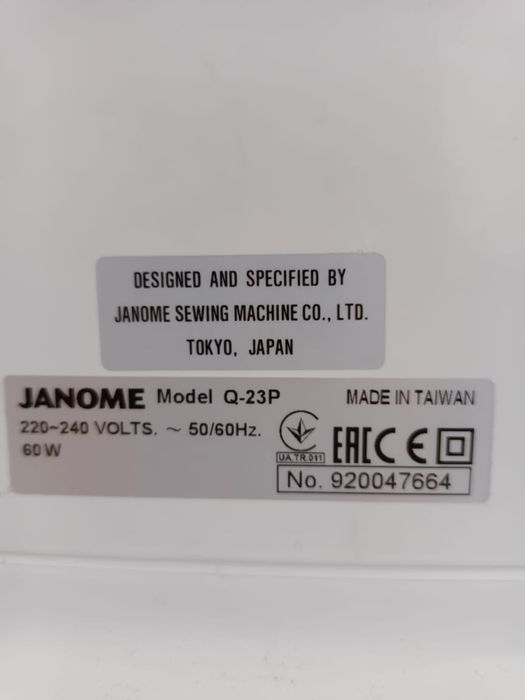 DESIGNED AND SPECIFIED BY
JANOME SEWING MACHINE CO., LTD.
TOKYO, JAPAN
JANOME Model Q-23P MADE IN TAIWAN
220~240 VOLTS. ~ 50/60Hz.
60W
UA.TR.011
EAC CE
No. 920047664